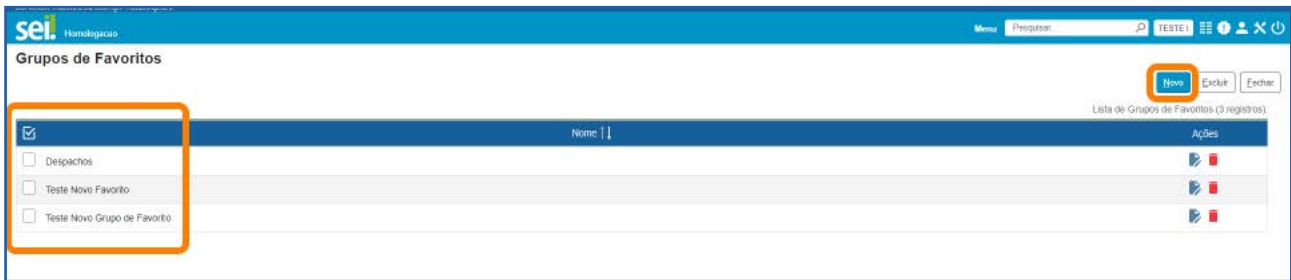 sei! Homologacao
Menu Pesquisar... TESTE
Grupos de Favoritos
Novo Excluir Fechar
Lista de Grupos de Favoritos (3 registros):
Nome Ações
Despachos
Teste Novo Favorito
Teste Novo Grupo de Favorito